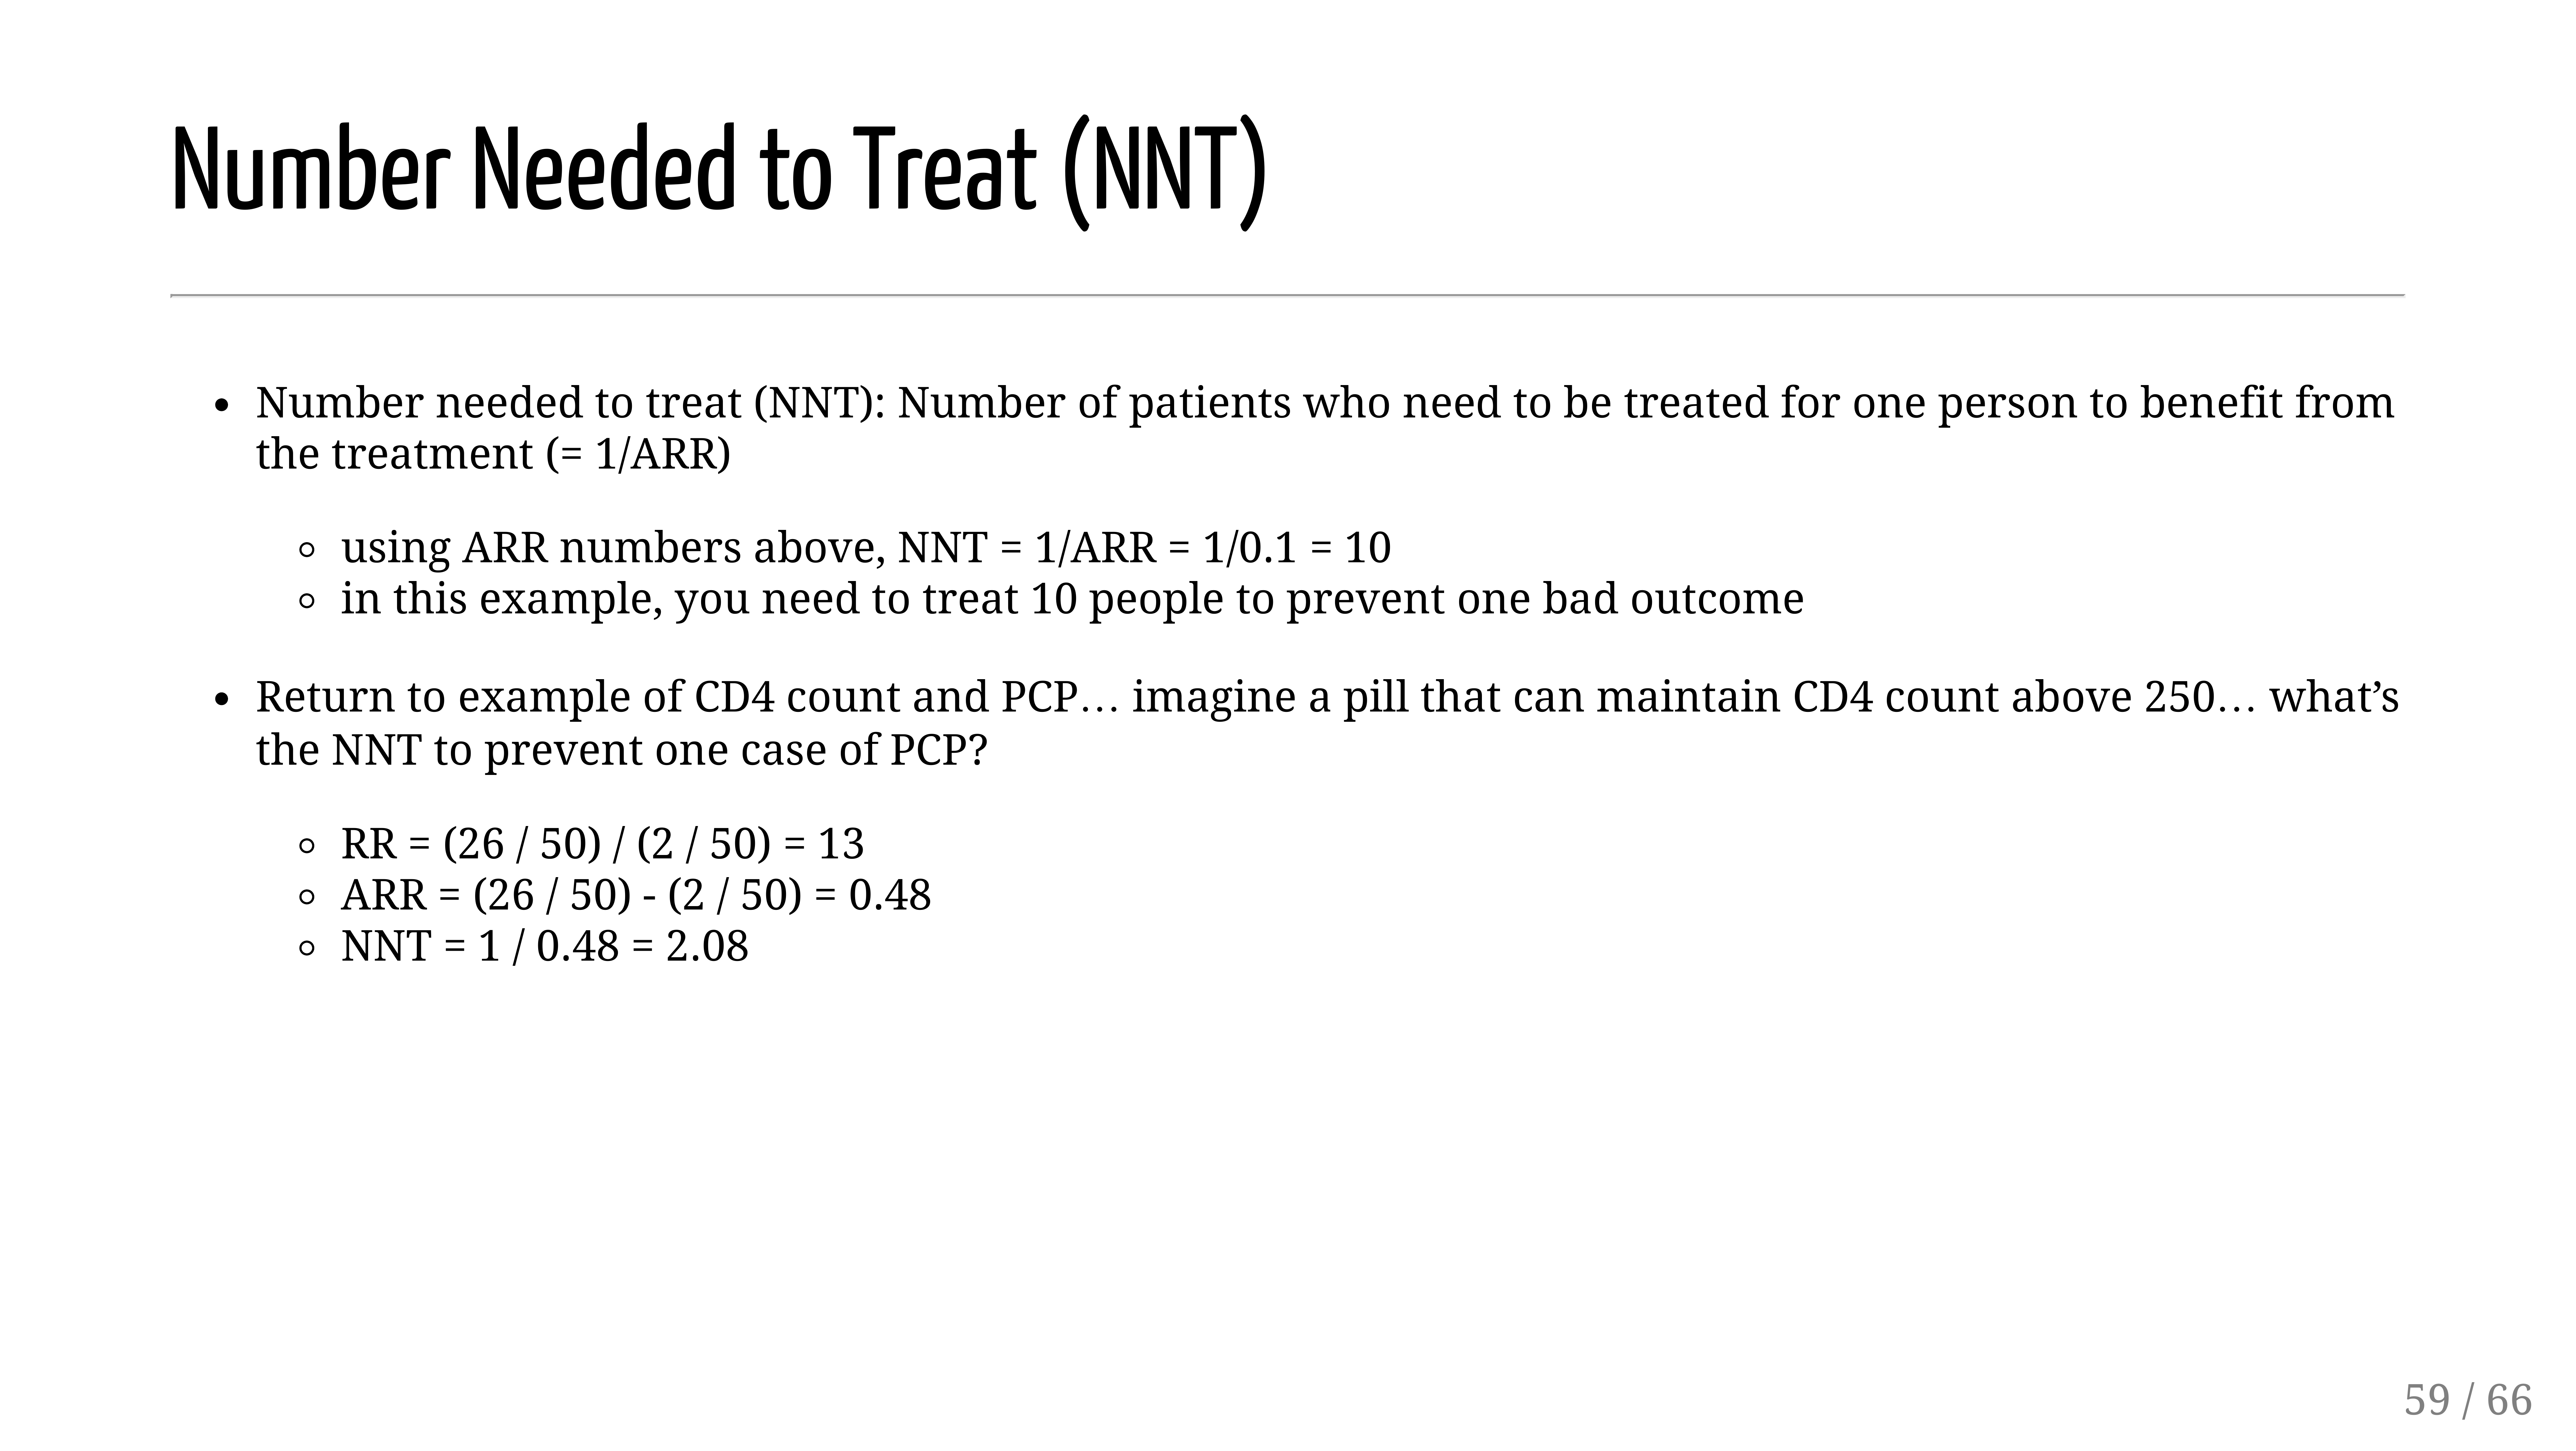 Number Needed to Treat (NNT)
• Number needed to treat (NNT): Number of patients who need to be treated for one person to benefit from
the treatment (= 1/ARR)
◦ using ARR numbers above, NNT = 1/ARR = 1/0.1 = 10
◦ in this example, you need to treat 10 people to prevent one bad outcome
• Return to example of CD4 count and PCP… imagine a pill that can maintain CD4 count above 250… what’s
the NNT to prevent one case of PCP?
◦ RR = (26 / 50) / (2 / 50) = 13
◦ ARR = (26 / 50) - (2 / 50) = 0.48
◦ NNT = 1 / 0.48 = 2.08
59 / 66